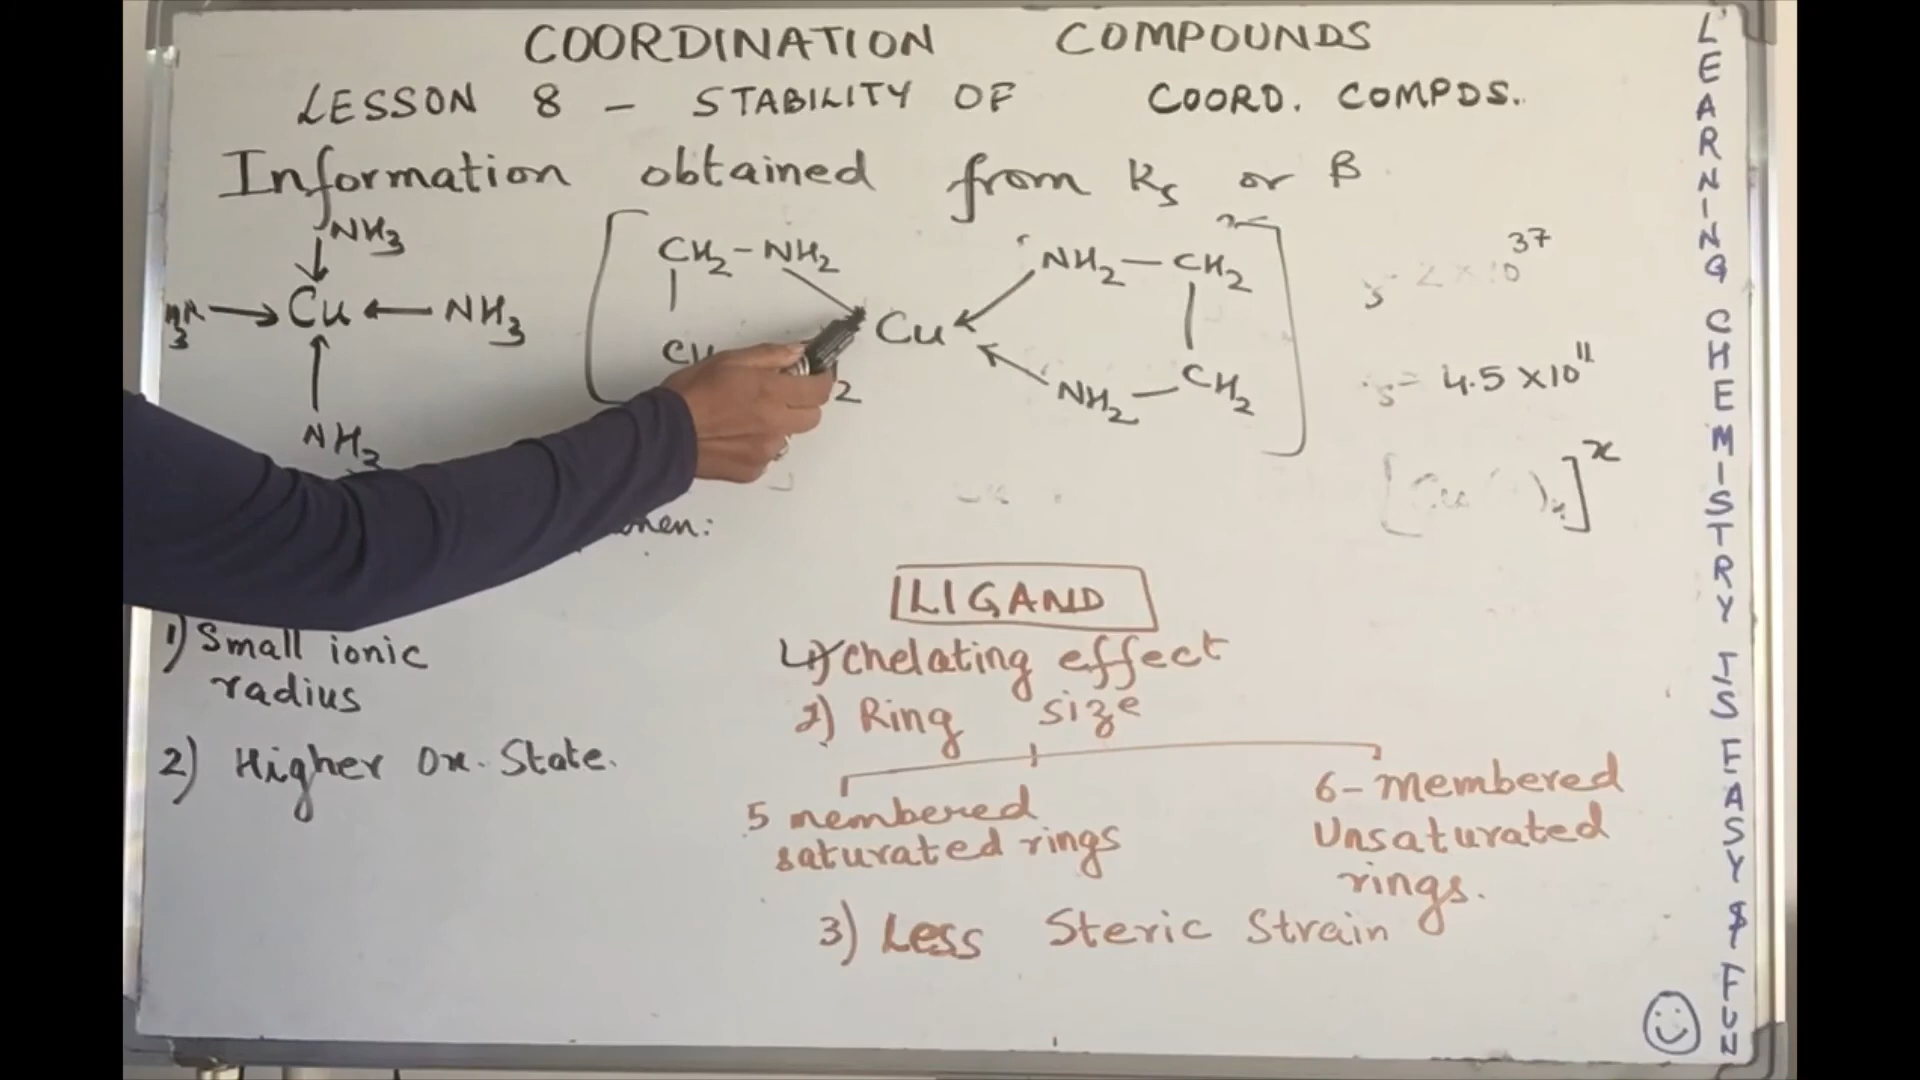 COORDINATION COMPOUNDS
LESSON 8 - STABILITY OF COORD. COMPDS.
Information obtained from Ks or β
NH3
Cu ← NH3
NH3
[CH2-NH2
Cu
NH2-CH2
NH2-CH2]
2 × 10^37
s = 4.5 × 10^11
[Cu ( )]^x
1) Small ionic
radius
2) Higher Ox. State.
LIGAND
1) Chelating effect
2) Ring size
5 membered
saturated rings
6-Membered
Unsaturated
rings.
3) Less Steric Strain
LEARNING CHEMISTRY IS EASY & FUN